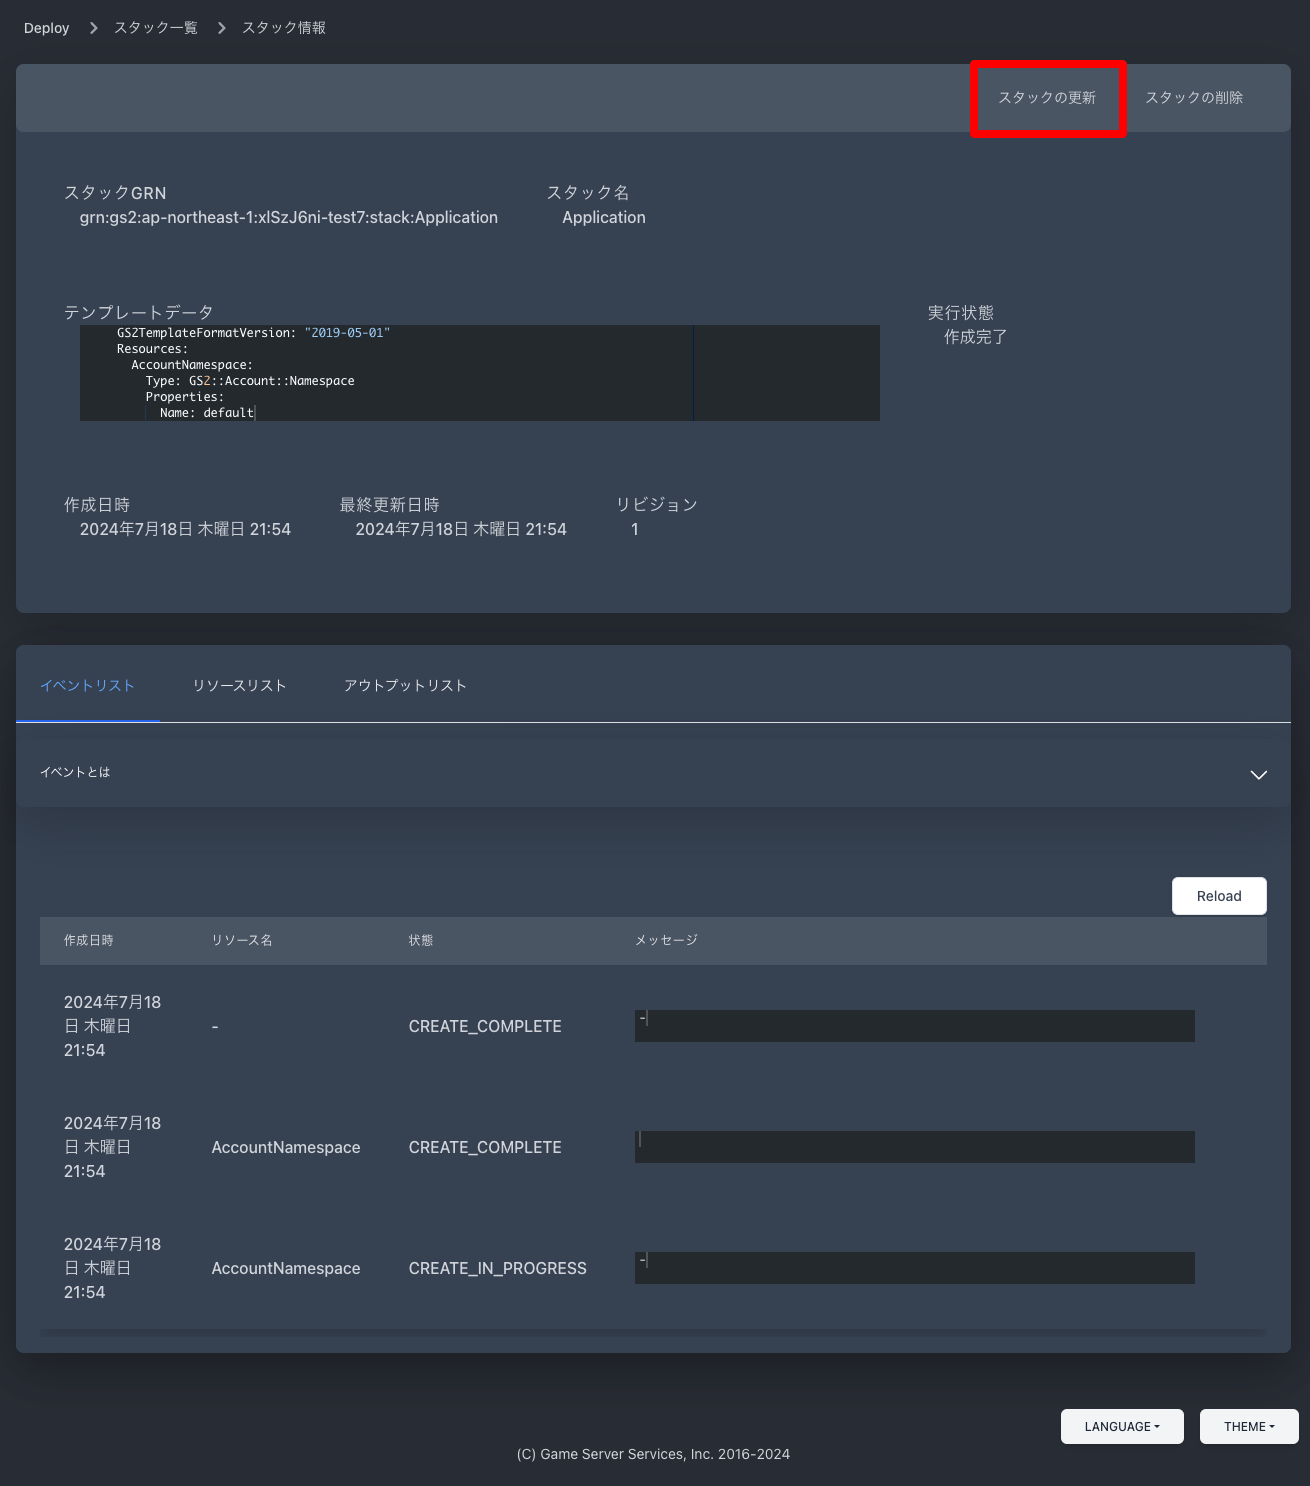 Deploy > スタック一覧 > スタック情報
スタックの更新 スタックの削除
スタックGRN スタック名
grn:gs2:ap-northeast-1:xlSzJ6ni-test7:stack:Application Application
テンプレートデータ 実行状態
GS2TemplateFormatVersion: "2019-05-01" 作成完了
Resources:
AccountNamespace:
Type: GS2::Account::Namespace
Properties:
Name: default
作成日時 最終更新日時 リビジョン
2024年7月18日 木曜日 21:54 2024年7月18日 木曜日 21:54 1
イベントリスト リソースリスト アウトプットリスト
イベントとは
Reload
作成日時 リソース名 状態 メッセージ
2024年7月18
日 木曜日 - CREATE_COMPLETE -
21:54
2024年7月18
日 木曜日 AccountNamespace CREATE_COMPLETE
21:54
2024年7月18
日 木曜日 AccountNamespace CREATE_IN_PROGRESS -
21:54
LANGUAGE THEME
(C) Game Server Services, Inc. 2016-2024